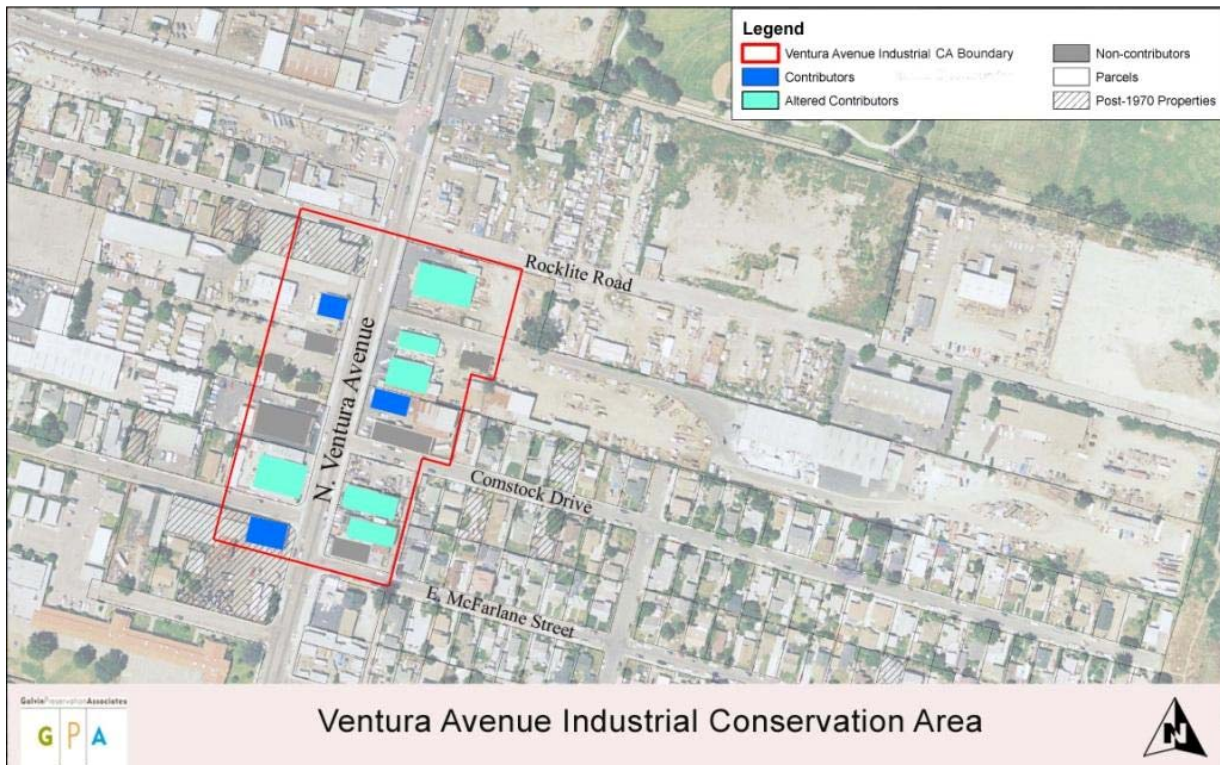 Legend
Ventura Avenue Industrial CA Boundary
Contributors
Altered Contributors
Non-contributors
Parcels
Post-1970 Properties
Rocklite Road
N. Ventura Avenue
Comstock Drive
E. McFarlane Street
GalvinPreservationAssociates
G P A
Ventura Avenue Industrial Conservation Area
N